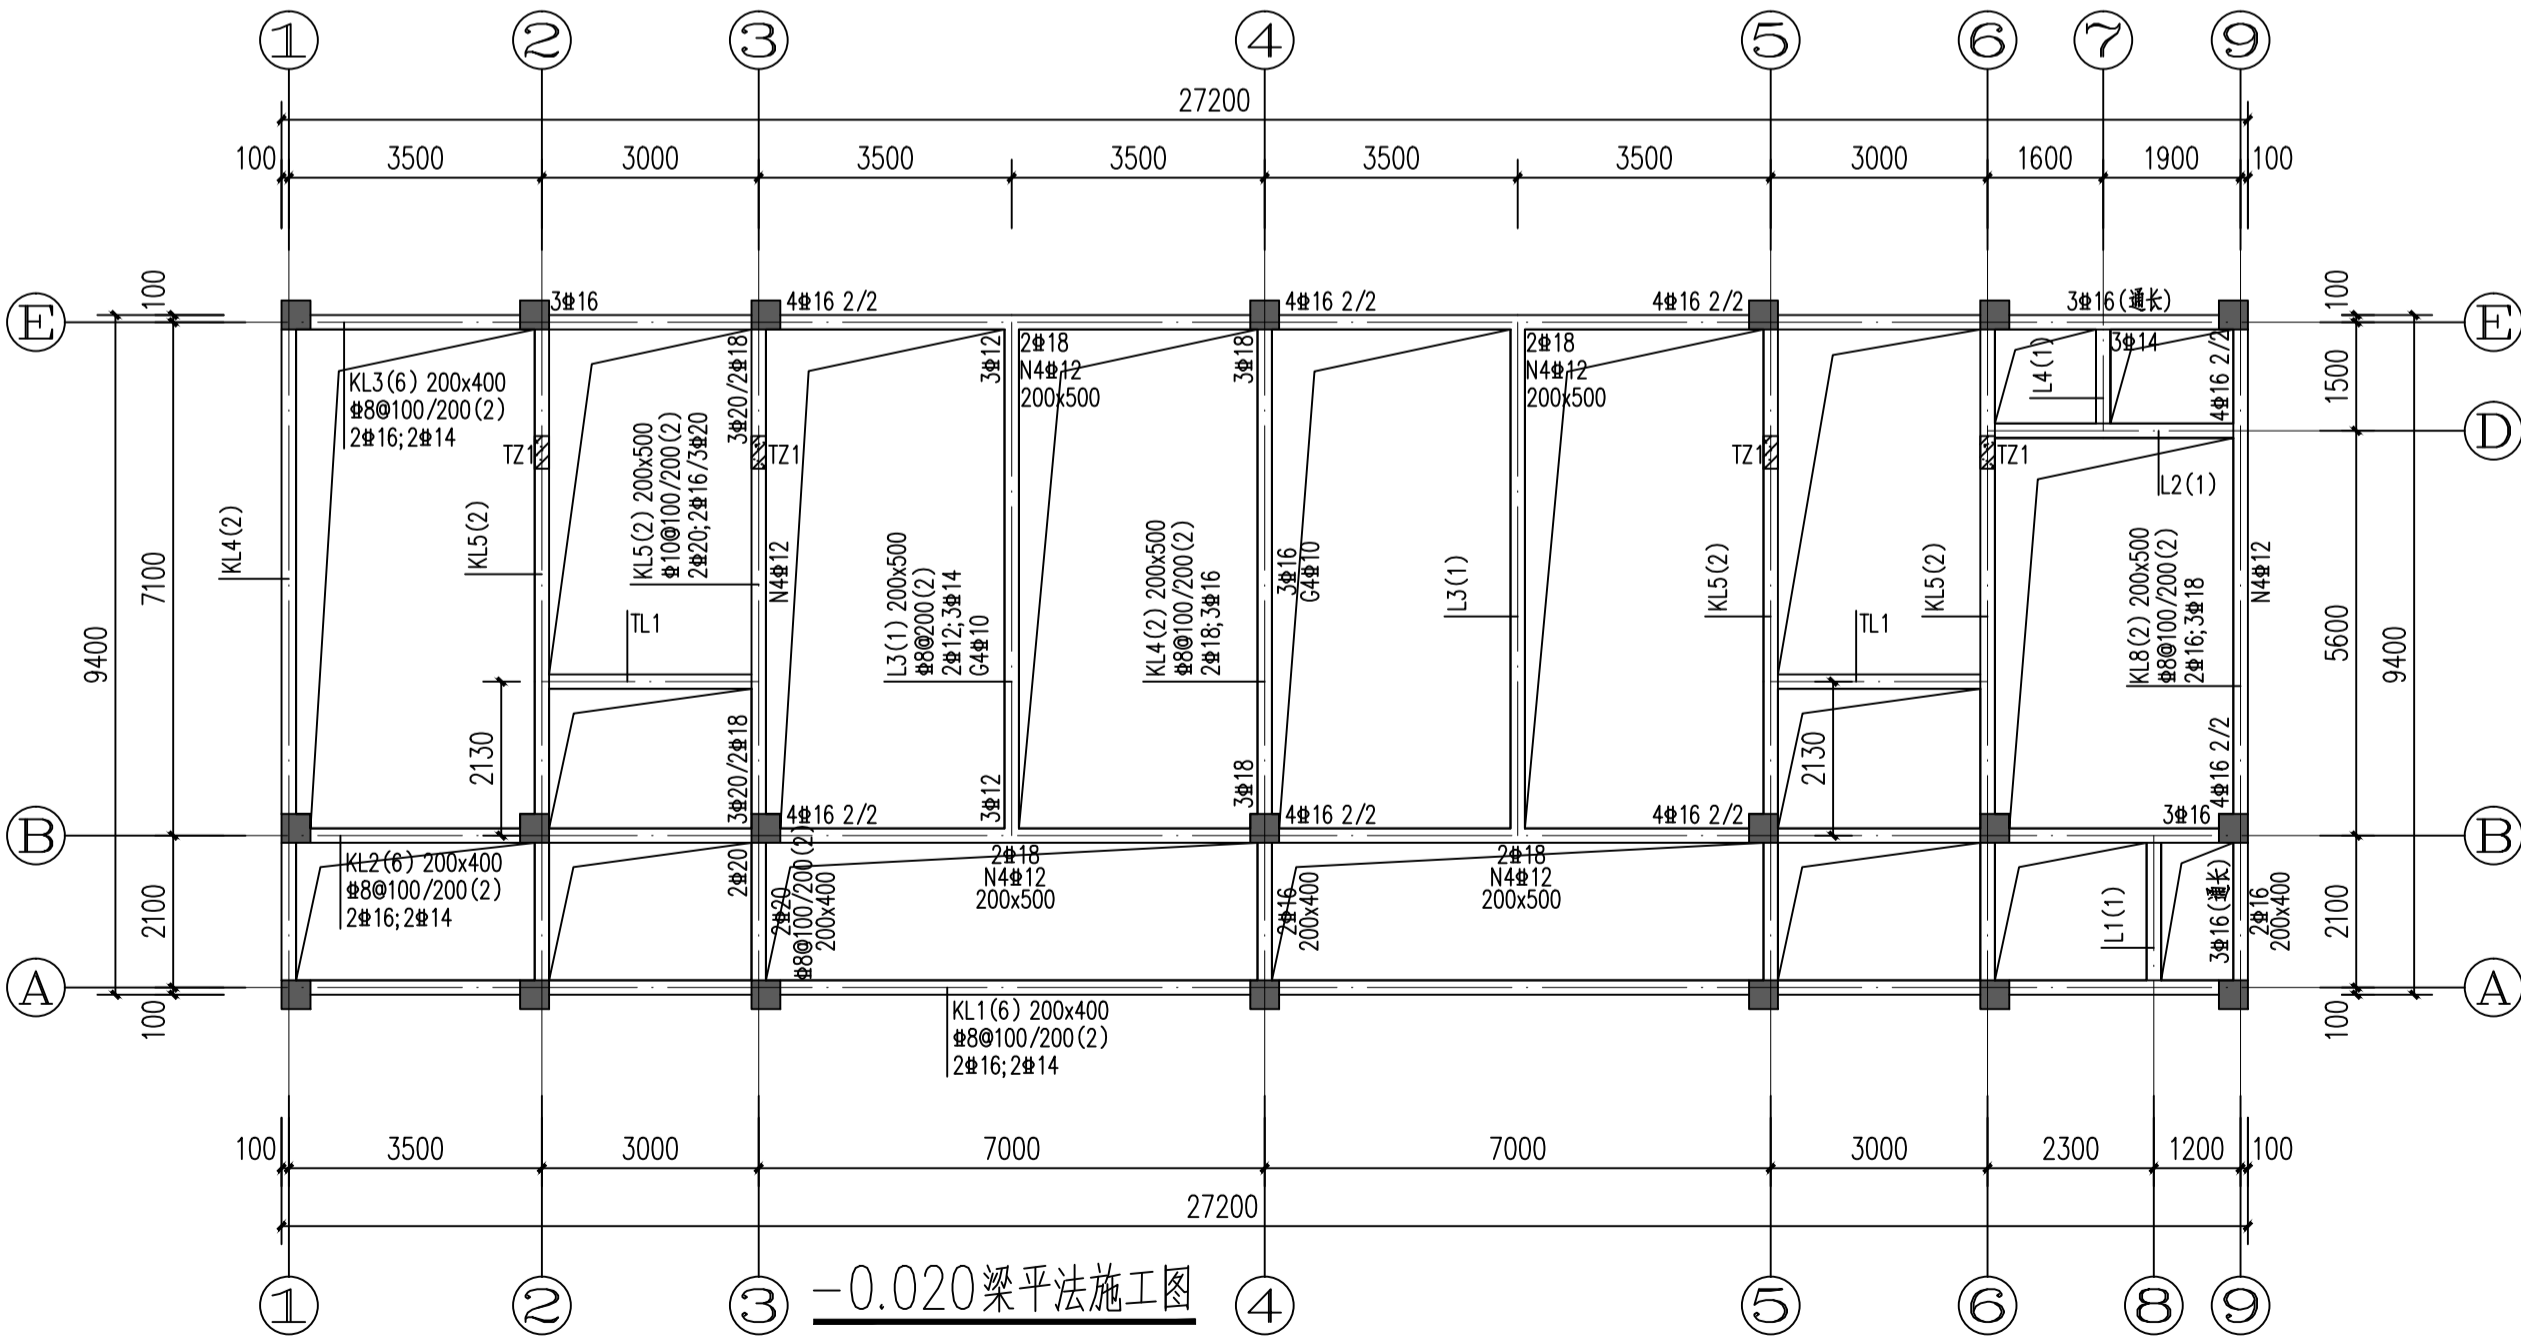 ① ② ③ ④ ⑤ ⑥ ⑦ ⑨
27200
100 3500 3000 3500 3500 3500 3500 3000 1600 1900 100
3⌽16
4⌽16 2/2
4⌽16 2/2
4⌽16 2/2
3⌽16(通长)
Ⓔ
Ⓔ
100
9400
7100
2100
100
100
1500
5600
9400
2100
100
Ⓓ
KL3(6) 200x400
⌽8@100/200(2)
2⌽16;2⌽14
KL4(2)
KL5(2)
TZ1
KL5(2) 200x500
⌽10@100/200(2)
2⌽20;2⌽16/3⌽20
3⌽20/2⌽18
TZ1
N4⌽12
TL1
2130
3⌽20/2⌽18
3⌽12
2⌽18
N4⌽12
200x500
L3(1) 200x500
⌽8@200(2)
2⌽12;3⌽14
G4⌽10
3⌽12
3⌽18
KL4(2) 200x500
⌽8@100/200(2)
2⌽18;3⌽16
3⌽16
G4⌽10
3⌽18
2⌽18
N4⌽12
200x500
L3(1)
TZ1
KL5(2)
TL1
2130
KL5(2)
TZ1
L4(1)
3⌽14
4⌽16 2/2
L2(1)
KL8(2) 200x500
⌽8@100/200(2)
2⌽16;3⌽18
N4⌽12
4⌽16 2/2
Ⓑ
4⌽16 2/2
4⌽16 2/2
4⌽16 2/2
3⌽16
Ⓑ
KL2(6) 200x400
⌽8@100/200(2)
2⌽16;2⌽14
2⌽20
2⌽20
⌽8@100/200(2)
200x400
2⌽18
N4⌽12
200x500
2⌽16
200x400
2⌽18
N4⌽12
200x500
L1(1)
3⌽16(通长)
2⌽16
200x400
Ⓐ
Ⓐ
KL1(6) 200x400
⌽8@100/200(2)
2⌽16;2⌽14
100 3500 3000 7000 7000 3000 2300 1200 100
27200
① ② ③ ④ ⑤ ⑥ ⑧ ⑨
-0.020梁平法施工图